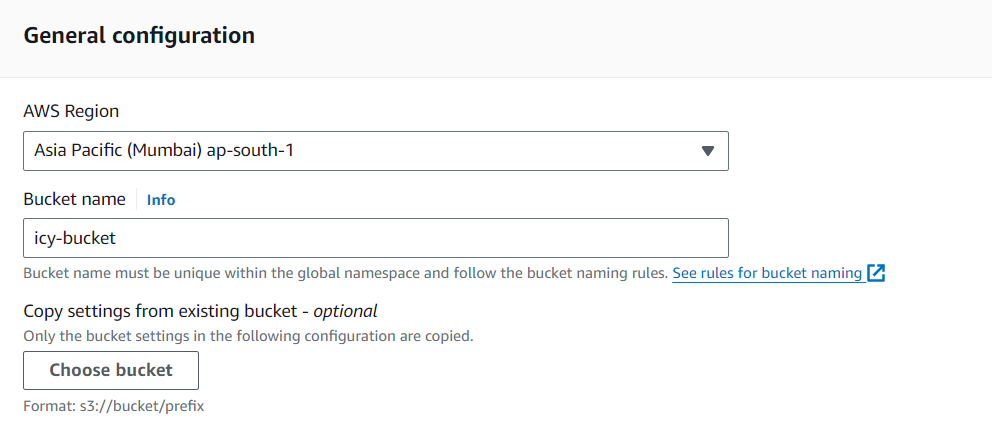 General configuration
AWS Region
Asia Pacific (Mumbai) ap-south-1
Bucket name Info
icy-bucket
Bucket name must be unique within the global namespace and follow the bucket naming rules. See rules for bucket naming
Copy settings from existing bucket - optional
Only the bucket settings in the following configuration are copied.
Choose bucket
Format: s3://bucket/prefix